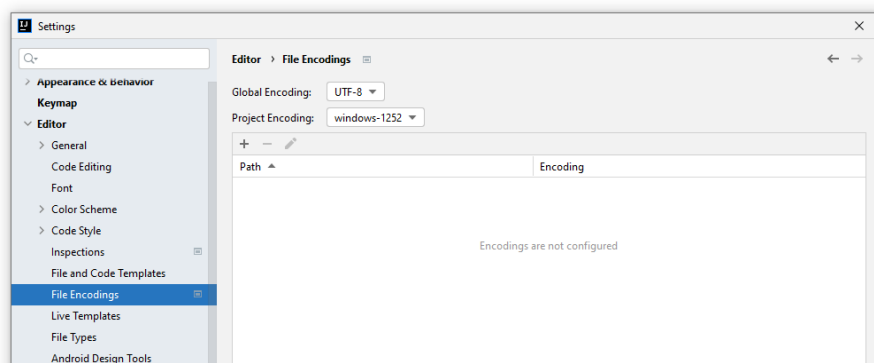 Settings
Appearance & Behavior
Keymap
Editor
General
Code Editing
Font
Color Scheme
Code Style
Inspections
File and Code Templates
File Encodings
Live Templates
File Types
Android Design Tools
Editor › File Encodings
Global Encoding: UTF-8
Project Encoding: windows-1252
Path Encoding
Encodings are not configured